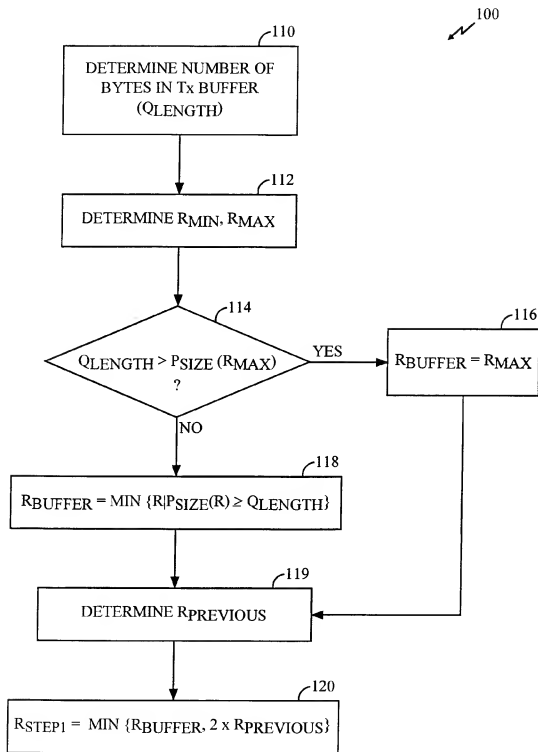 100
110
DETERMINE NUMBER OF
BYTES IN Tx BUFFER
(QLENGTH)
112
DETERMINE RMIN, RMAX
114
QLENGTH > PSIZE (RMAX)
?
YES
116
RBUFFER = RMAX
NO
118
RBUFFER = MIN {R|PSIZE(R) ≥ QLENGTH}
119
DETERMINE RPREVIOUS
120
RSTEP1 = MIN {RBUFFER, 2 x RPREVIOUS}